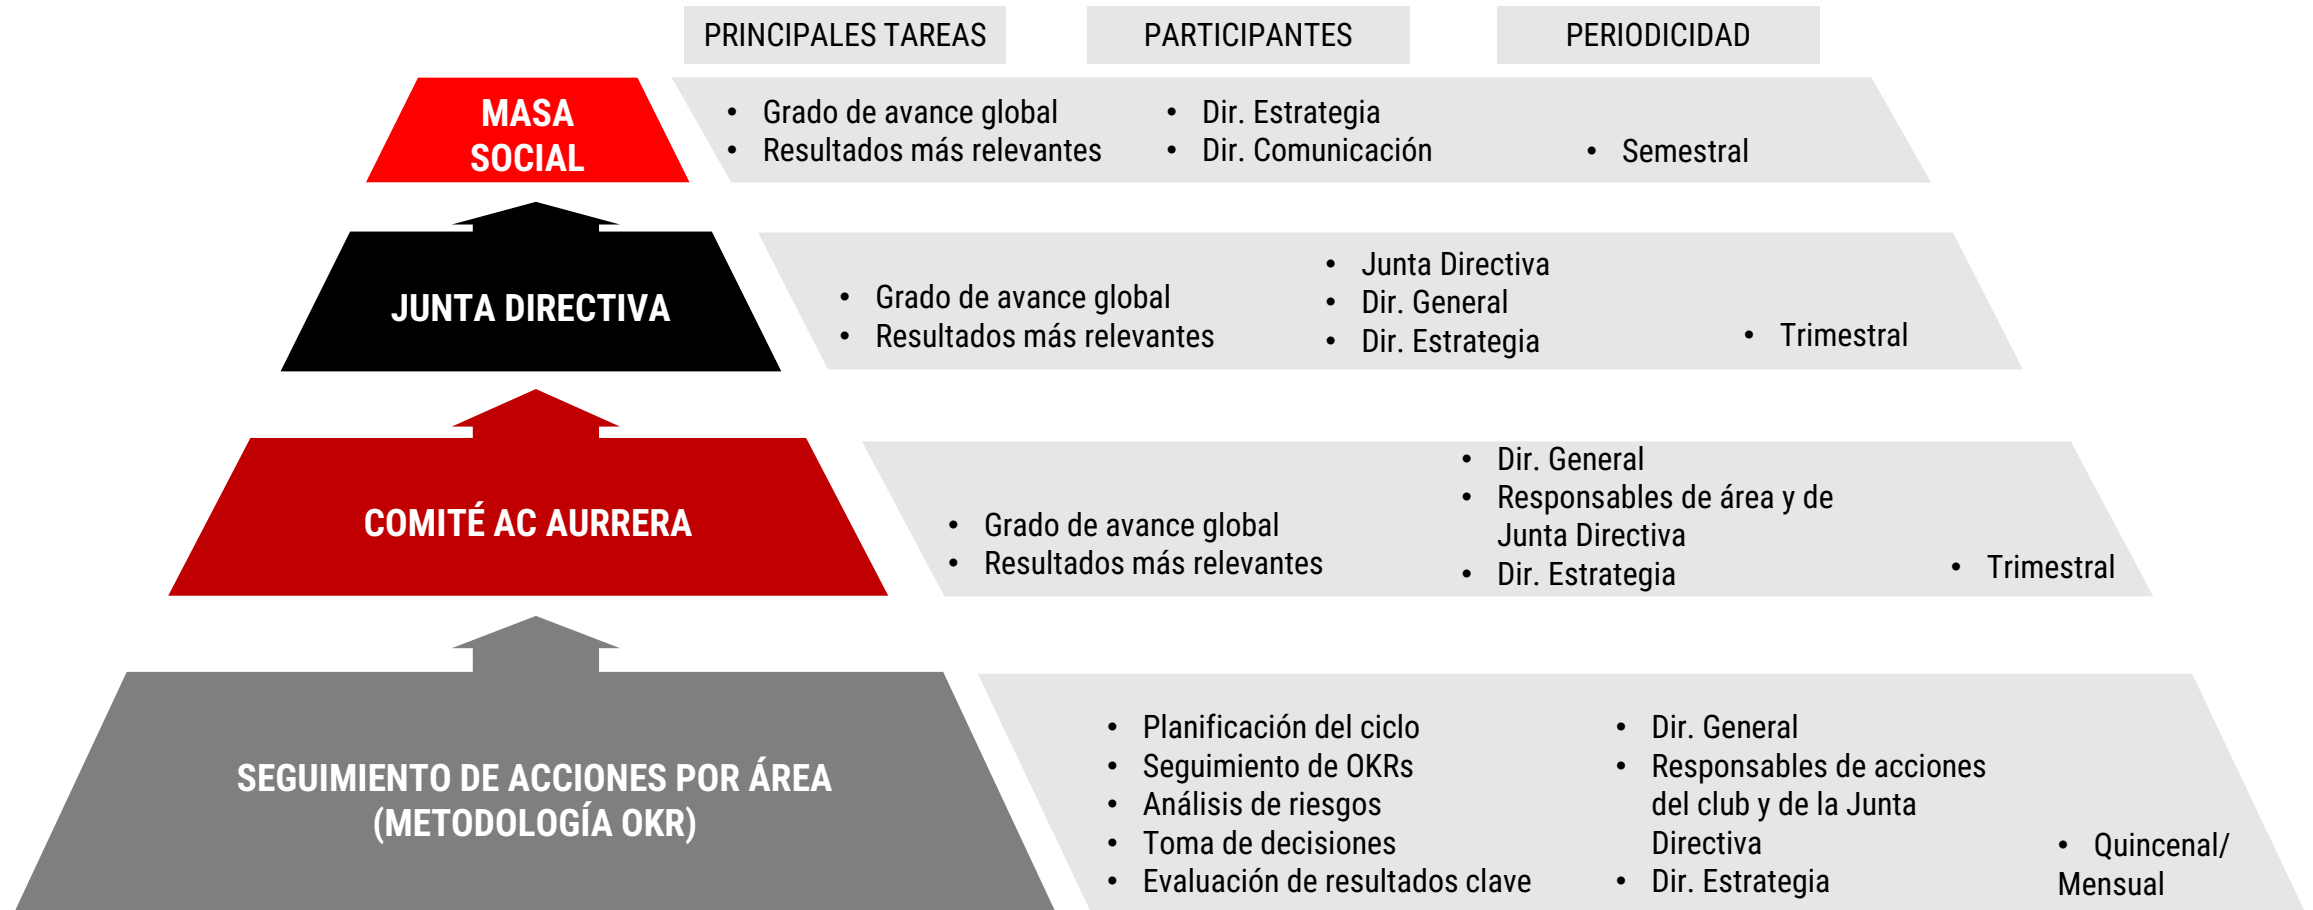 PRINCIPALES TAREAS
PARTICIPANTES
PERIODICIDAD
MASA
SOCIAL
• Grado de avance global
• Resultados más relevantes
• Dir. Estrategia
• Dir. Comunicación
• Semestral
JUNTA DIRECTIVA
• Grado de avance global
• Resultados más relevantes
• Junta Directiva
• Dir. General
• Dir. Estrategia
• Trimestral
COMITÉ AC AURRERA
• Grado de avance global
• Resultados más relevantes
• Dir. General
• Responsables de área y de
Junta Directiva
• Dir. Estrategia
• Trimestral
SEGUIMIENTO DE ACCIONES POR ÁREA
(METODOLOGÍA OKR)
• Planificación del ciclo
• Seguimiento de OKRs
• Análisis de riesgos
• Toma de decisiones
• Evaluación de resultados clave
• Dir. General
• Responsables de acciones
del club y de la Junta
Directiva
• Dir. Estrategia
• Quincenal/
Mensual